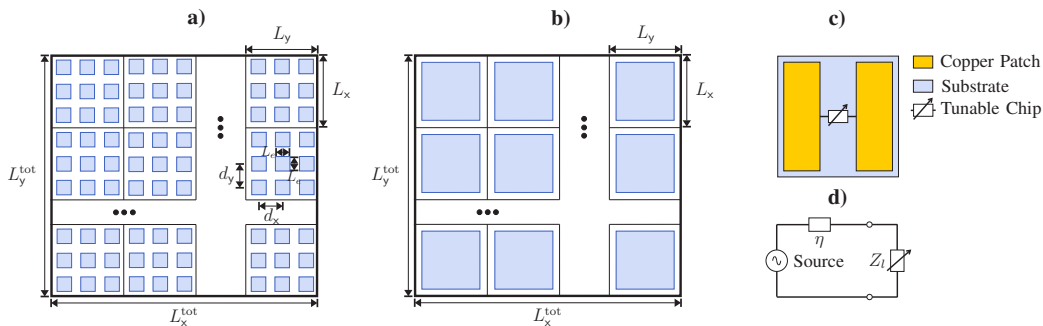 a)
L_y
L_x
L_y^tot
L_e
L_e
d_y
d_x
L_x^tot
b)
L_y
L_x
L_y^tot
L_x^tot
c)
Copper Patch
Substrate
Tunable Chip
d)
η
Source
Z_l